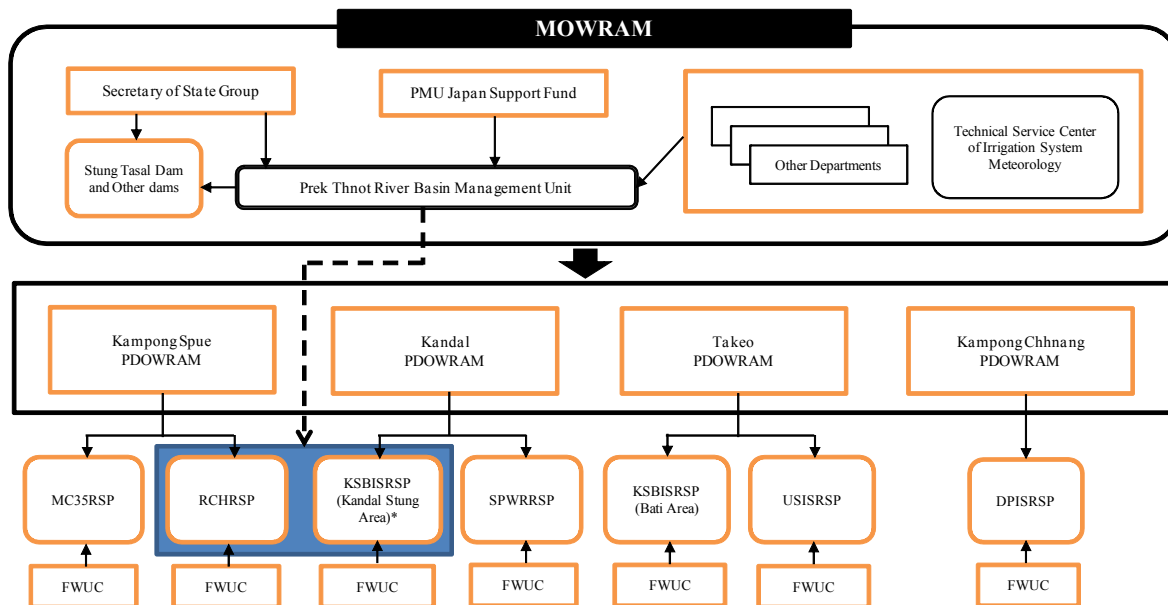 MOWRAM
Secretary of State Group
PMU Japan Support Fund
Other Departments
Technical Service Center
of Irrigation System
Meteorology
Stung Tasal Dam
and Other dams
Prek Thnot River Basin Management Unit
Kampong Spue
PDOWRAM
Kandal
PDOWRAM
Takeo
PDOWRAM
Kampong Chhnang
PDOWRAM
MC35RSP
RCHRSP
KSBISRSP
(Kandal Stung
Area)*
SPWRRSP
KSBISRSP
(Bati Area)
USISRSP
DPISRSP
FWUC
FWUC
FWUC
FWUC
FWUC
FWUC
FWUC